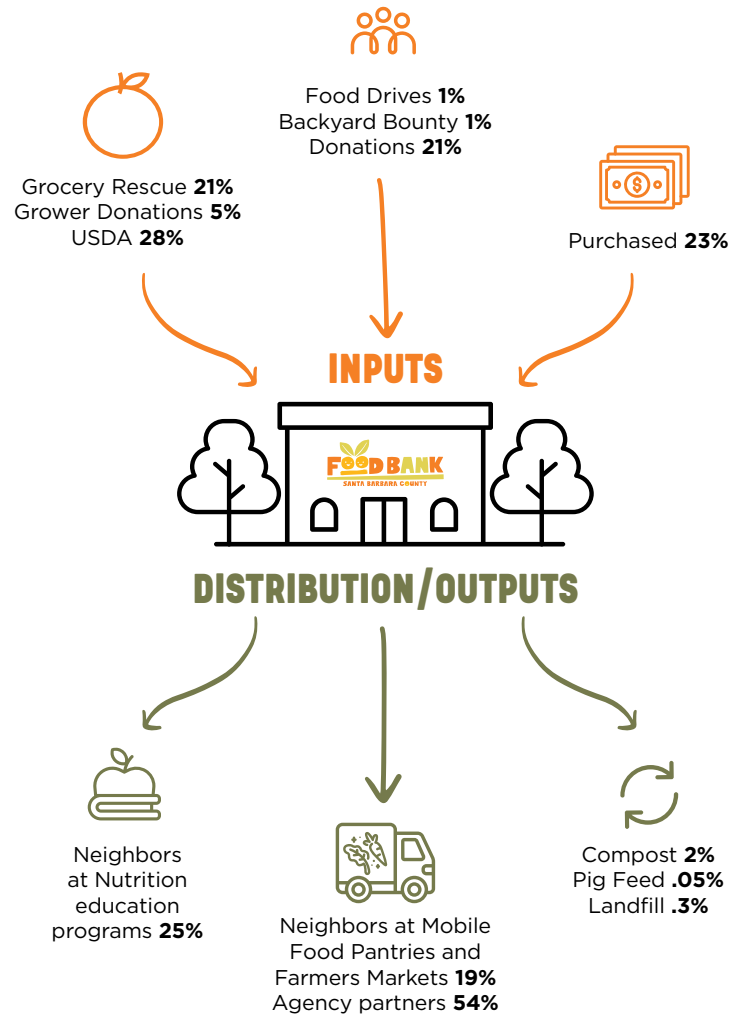 Food Drives 1%
Backyard Bounty 1%
Donations 21%
Grocery Rescue 21%
Grower Donations 5%
USDA 28%
$
Purchased 23%
INPUTS
FOODBANK
SANTA BARBARA COUNTY
DISTRIBUTION/OUTPUTS
Neighbors
at Nutrition
education
programs 25%
Neighbors at Mobile
Food Pantries and
Farmers Markets 19%
Agency partners 54%
Compost 2%
Pig Feed .05%
Landfill .3%